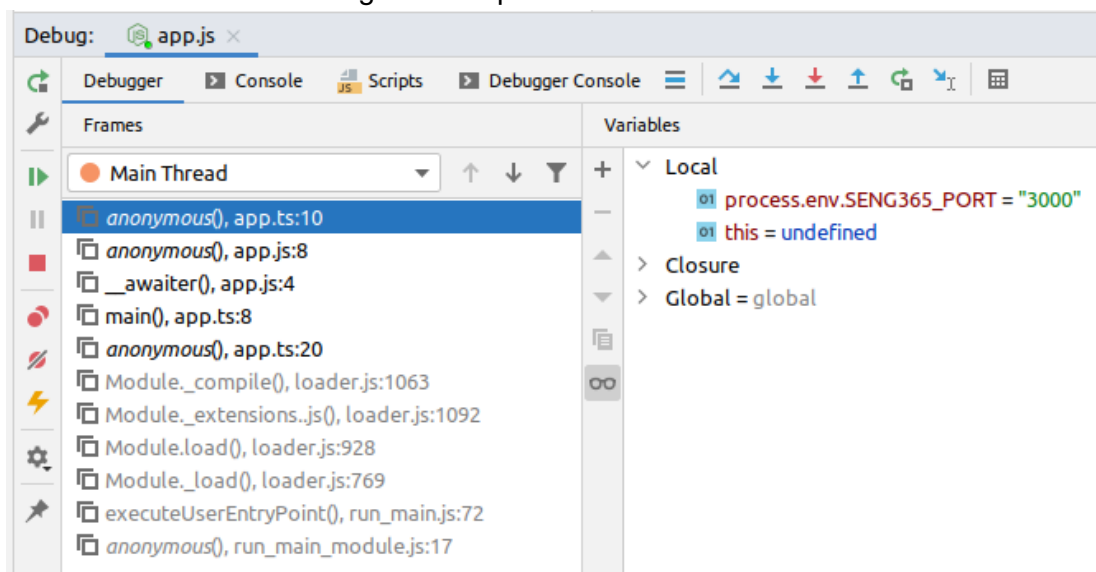 Debug: app.js
Debugger Console Scripts Debugger Console
Frames
Variables
Main Thread
anonymous(), app.ts:10
anonymous(), app.js:8
__awaiter(), app.js:4
main(), app.ts:8
anonymous(), app.ts:20
Module._compile(), loader.js:1063
Module._extensions..js(), loader.js:1092
Module.load(), loader.js:928
Module._load(), loader.js:769
executeUserEntryPoint(), run_main.js:72
anonymous(), run_main_module.js:17
Local
process.env.SENG365_PORT = "3000"
this = undefined
Closure
Global = global